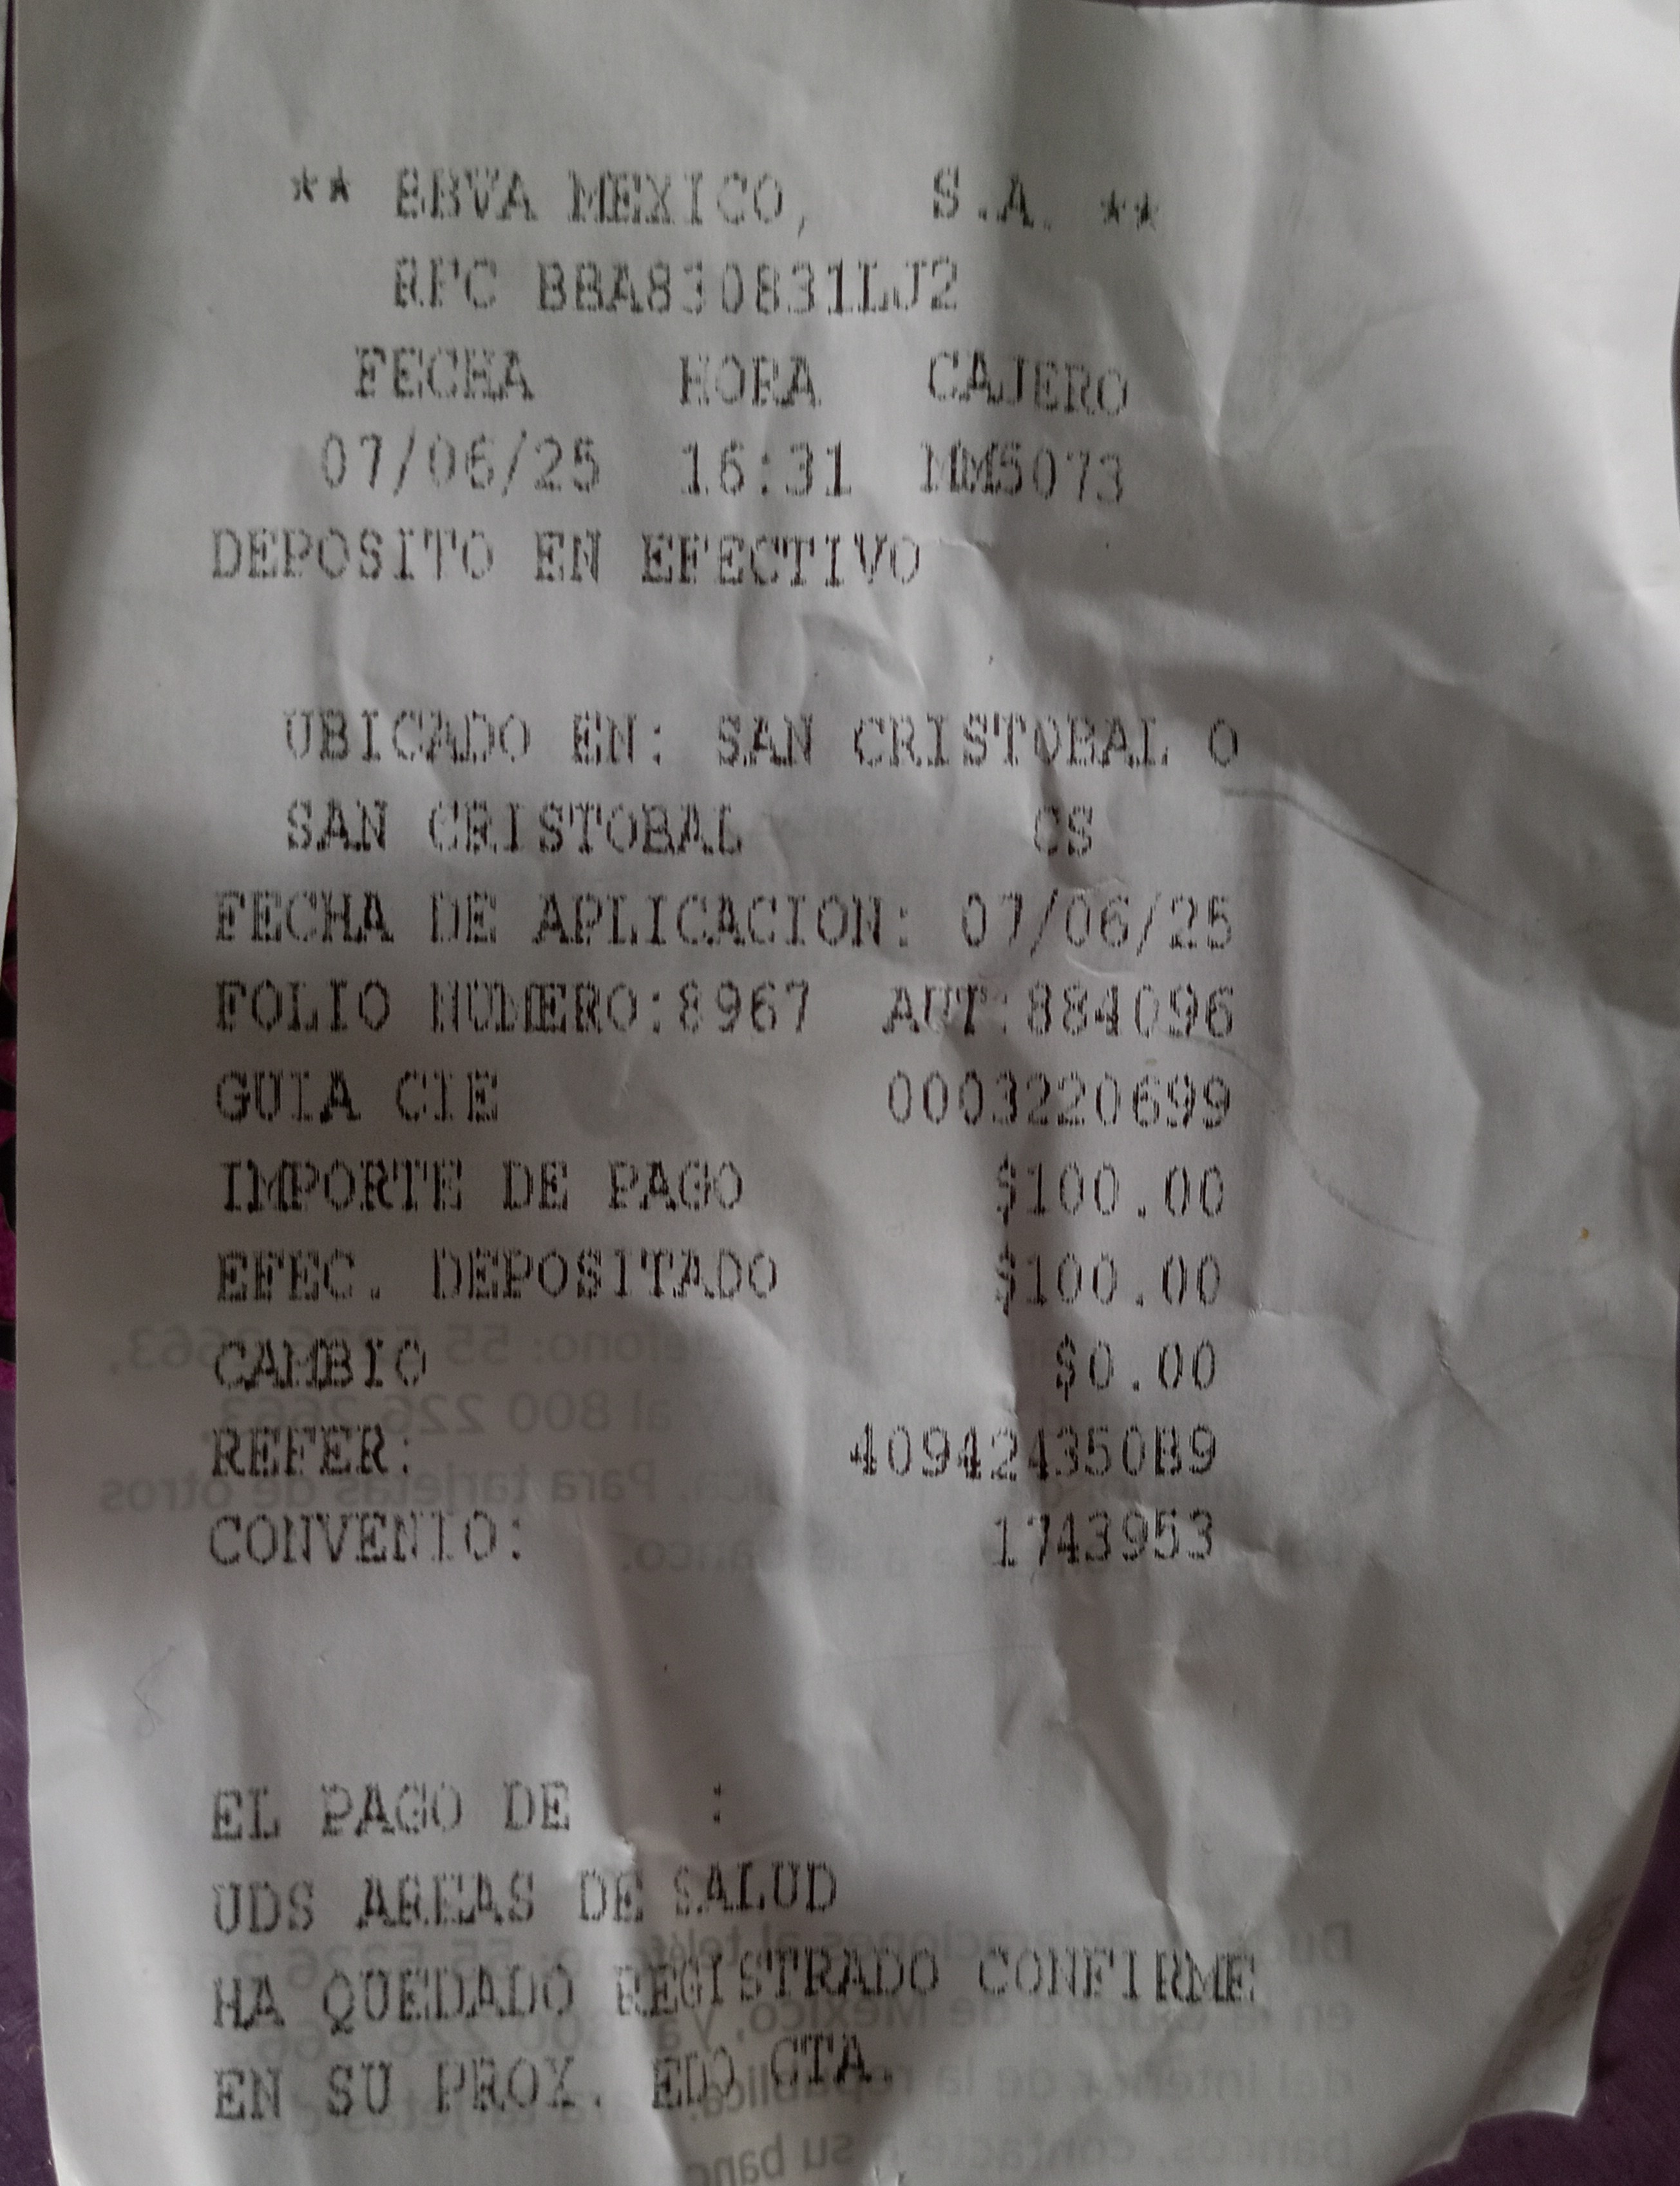 ** BBVA MEXICO, S.A. **
RFC BBA830831LJ2
FECHA HORA CAJERO
07/06/25 16:31 MM5073
DEPOSITO EN EFECTIVO
UBICADO EN: SAN CRISTOBAL O
SAN CRISTOBAL CS
FECHA DE APLICACION: 07/06/25
FOLIO NUMERO:8967 AUT:884096
GUIA CIE 0003220699
IMPORTE DE PAGO $100.00
EFEC. DEPOSITADO $100.00
CAMBIO $0.00
REFER: 409424350B9
CONVENIO: 1743953
EL PAGO DE :
UDS AREAS DE SALUD
HA QUEDADO REGISTRADO CONFIRME
EN SU PROX. EDO CTA.